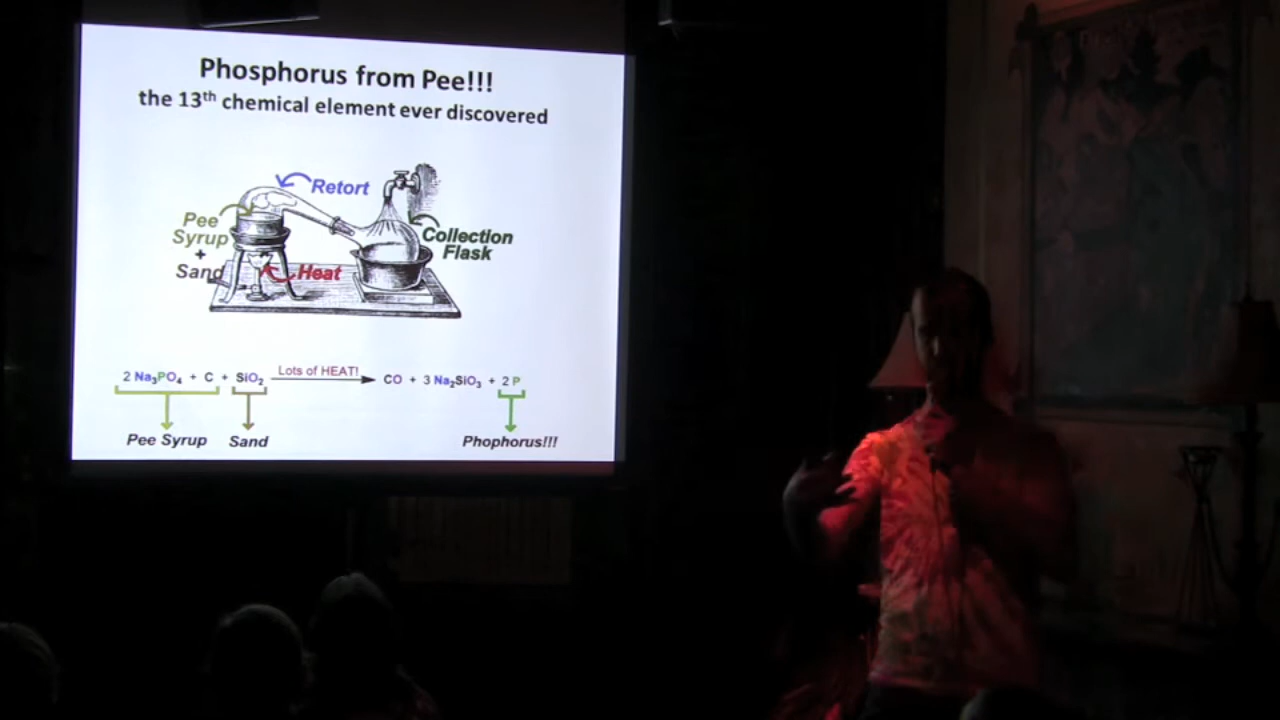 Phosphorus from Pee!!!
the 13th chemical element ever discovered
Retort
Pee
Syrup
+
Sand
Collection
Flask
Heat
2 Na₃PO₄ + C + SiO₂ Lots of HEAT! CO + 3 Na₂SiO₃ + 2 P
Pee Syrup Sand Phophorus!!!